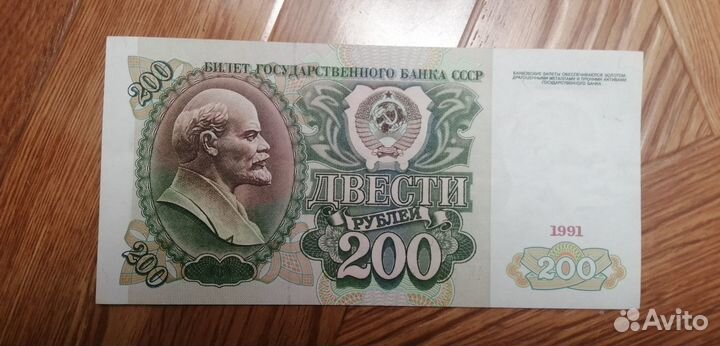 200
БИЛЕТ ГОСУДАРСТВЕННОГО БАНКА СССР
БАНКОВСКИЕ БИЛЕТЫ ОБЕСПЕЧИВАЮТСЯ ЗОЛОТОМ,
ДРАГОЦЕННЫМИ МЕТАЛЛАМИ И ПРОЧИМИ АКТИВАМИ
ГОСУДАРСТВЕННОГО БАНКА
ДВЕСТИ
РУБЛЕЙ
200
200
1991
200
Avito